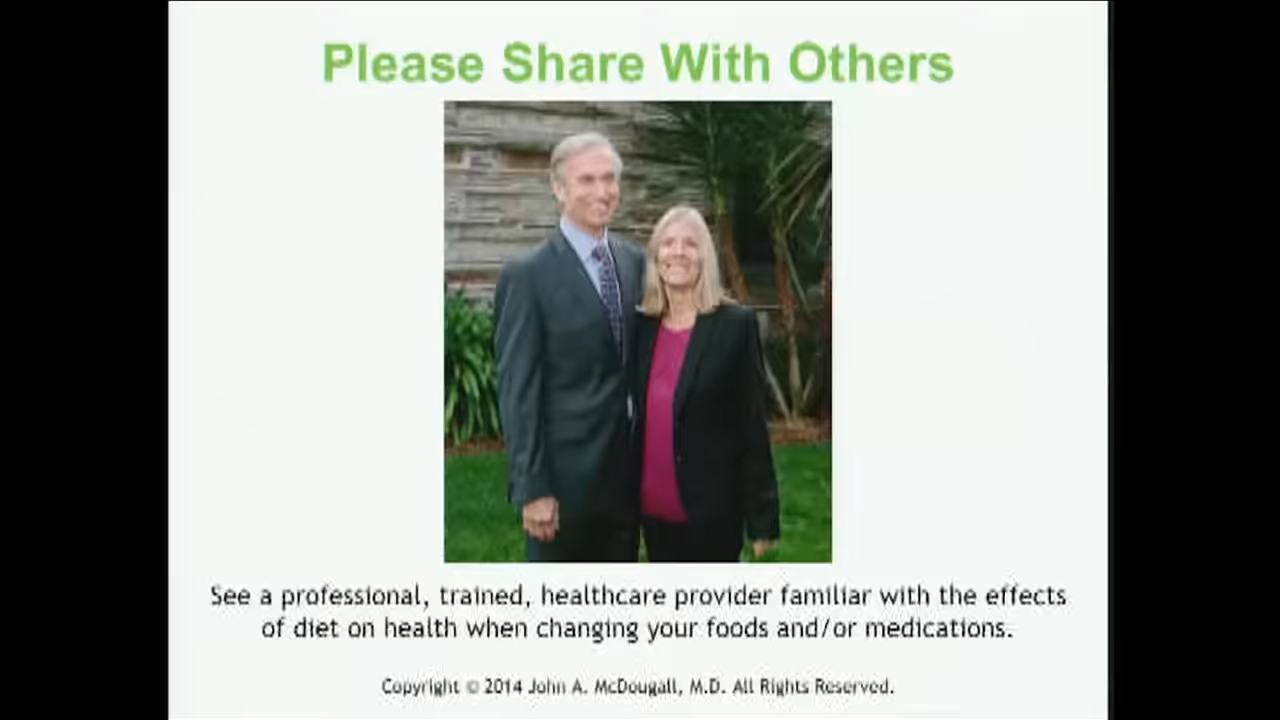 Please Share With Others
See a professional, trained, healthcare provider familiar with the effects
of diet on health when changing your foods and/or medications.
Copyright © 2014 John A. McDougall, M.D. All Rights Reserved.